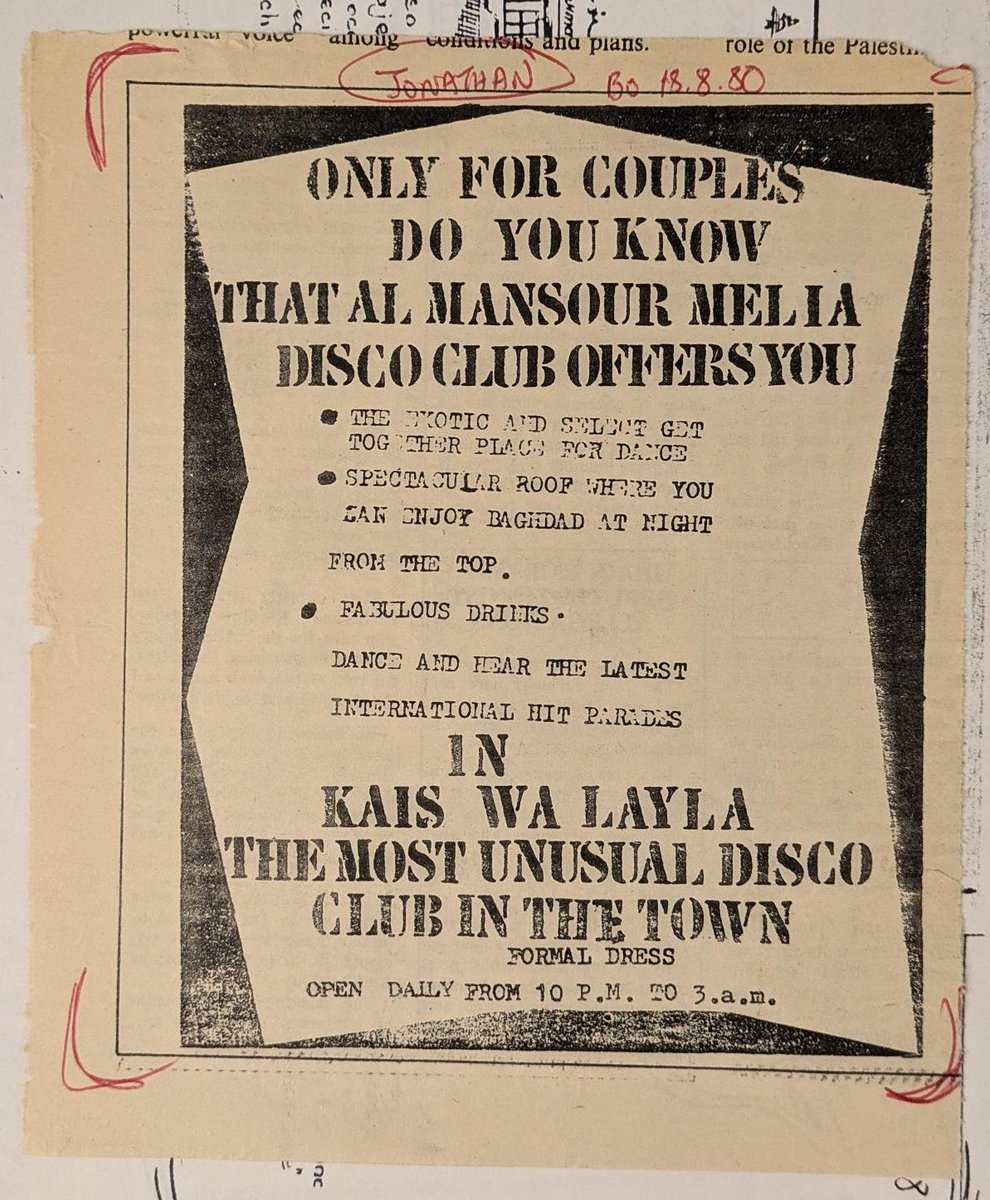 powerful voice among conditions and plans. role of the
JONATHAN BO 18.8.80
ONLY FOR COUPLES
DO YOU KNOW
THAT AL MANSOUR MELIA
DISCO CLUB OFFERS YOU
• THE EXOTIC AND SELECT GET
TOGETHER PLACE FOR DANCE
• SPECTACULAR ROOF WHERE YOU
CAN ENJOY BAGHDAD AT NIGHT
FROM THE TOP.
• FABULOUS DRINKS.
DANCE AND HEAR THE LATEST
INTERNATIONAL HIT PARADES
IN
KAIS WA LAYLA
THE MOST UNUSUAL DISCO
CLUB IN THE TOWN
FORMAL DRESS
OPEN DAILY FROM 10 P.M. TO 3.a.m.